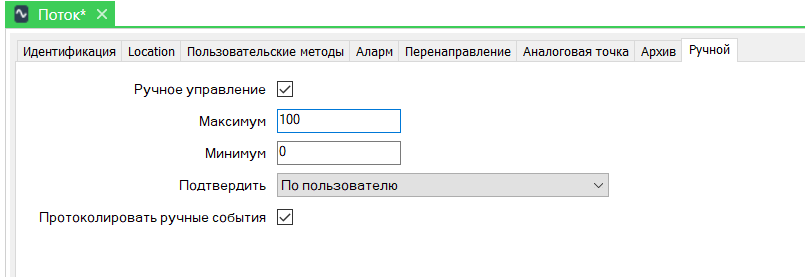 Поток*
Идентификация Location Пользовательские методы Аларм Перенаправление Аналоговая точка Архив Ручной
Ручное управление
Максимум 100
Минимум 0
Подтвердить По пользователю
Протоколировать ручные события